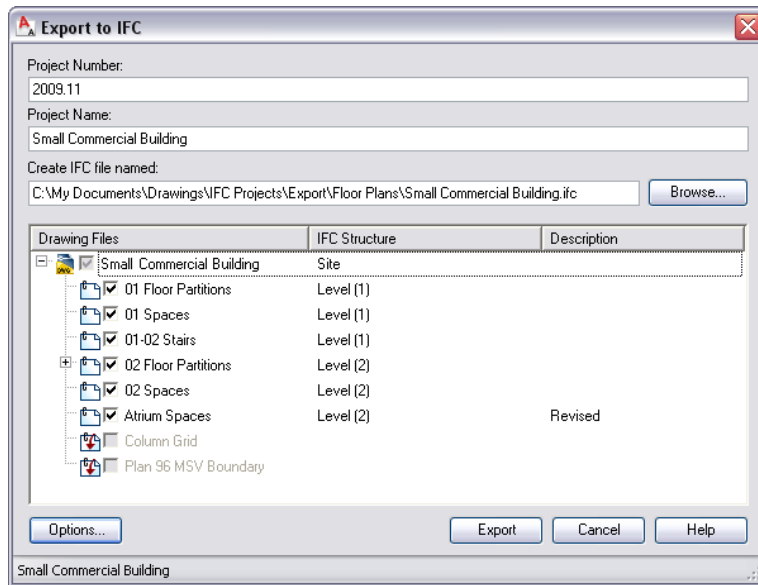 Export to IFC
Project Number:
2009.11
Project Name:
Small Commercial Building
Create IFC file named:
C:\My Documents\Drawings\IFC Projects\Export\Floor Plans\Small Commercial Building.ifc Browse...
Drawing Files IFC Structure Description
Small Commercial Building Site
01 Floor Partitions Level (1)
01 Spaces Level (1)
01-02 Stairs Level (1)
02 Floor Partitions Level (2)
02 Spaces Level (2)
Atrium Spaces Level (2) Revised
Column Grid
Plan 96 MSV Boundary
Options... Export Cancel Help
Small Commercial Building